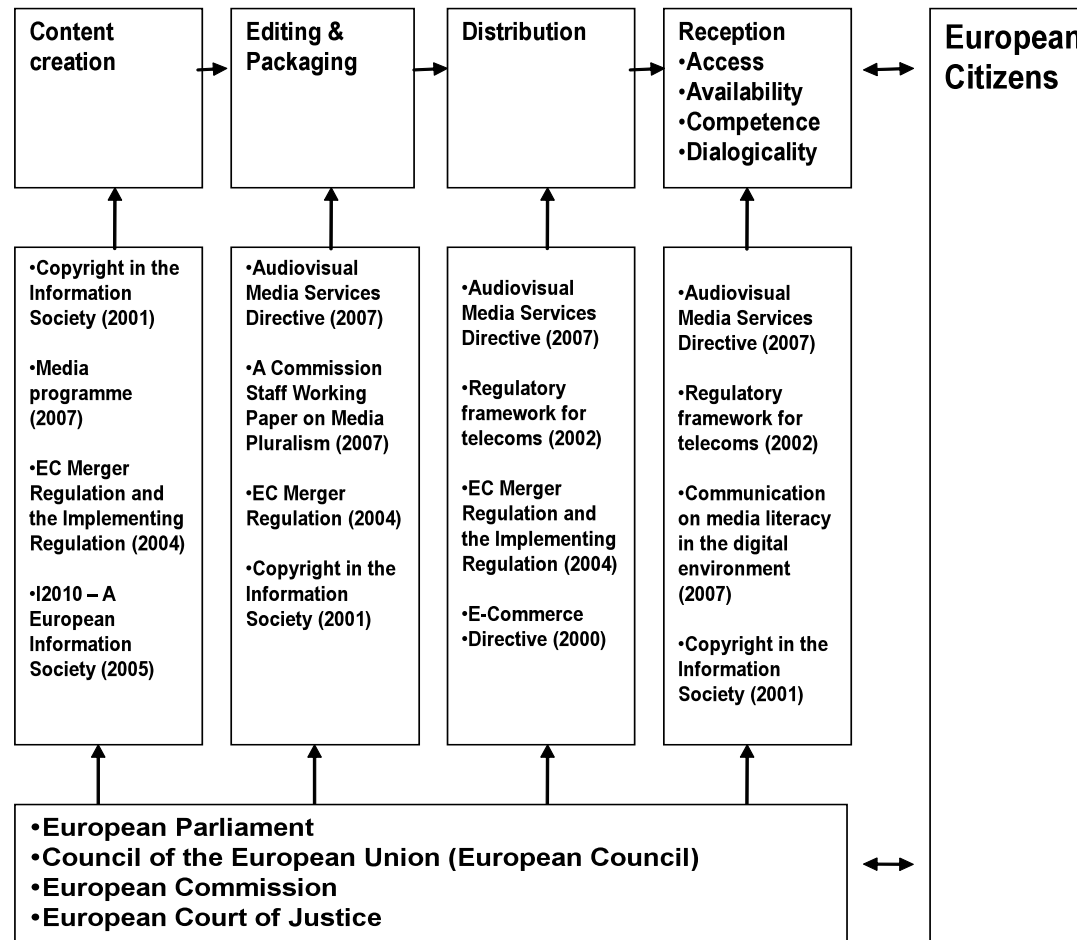 Content
creation
Editing &
Packaging
Distribution
Reception
•Access
•Availability
•Competence
•Dialogicality
European
Citizens
•Copyright in the
Information
Society (2001)
•Media
programme
(2007)
•EC Merger
Regulation and
the Implementing
Regulation (2004)
•I2010 – A
European
Information
Society (2005)
•Audiovisual
Media Services
Directive (2007)
•A Commission
Staff Working
Paper on Media
Pluralism (2007)
•EC Merger
Regulation (2004)
•Copyright in the
Information
Society (2001)
•Audiovisual
Media Services
Directive (2007)
•Regulatory
framework for
telecoms (2002)
•EC Merger
Regulation and
the Implementing
Regulation (2004)
•E-Commerce
•Directive (2000)
•Audiovisual
Media Services
Directive (2007)
•Regulatory
framework for
telecoms (2002)
•Communication
on media literacy
in the digital
environment
(2007)
•Copyright in the
Information
Society (2001)
•European Parliament
•Council of the European Union (European Council)
•European Commission
•European Court of Justice